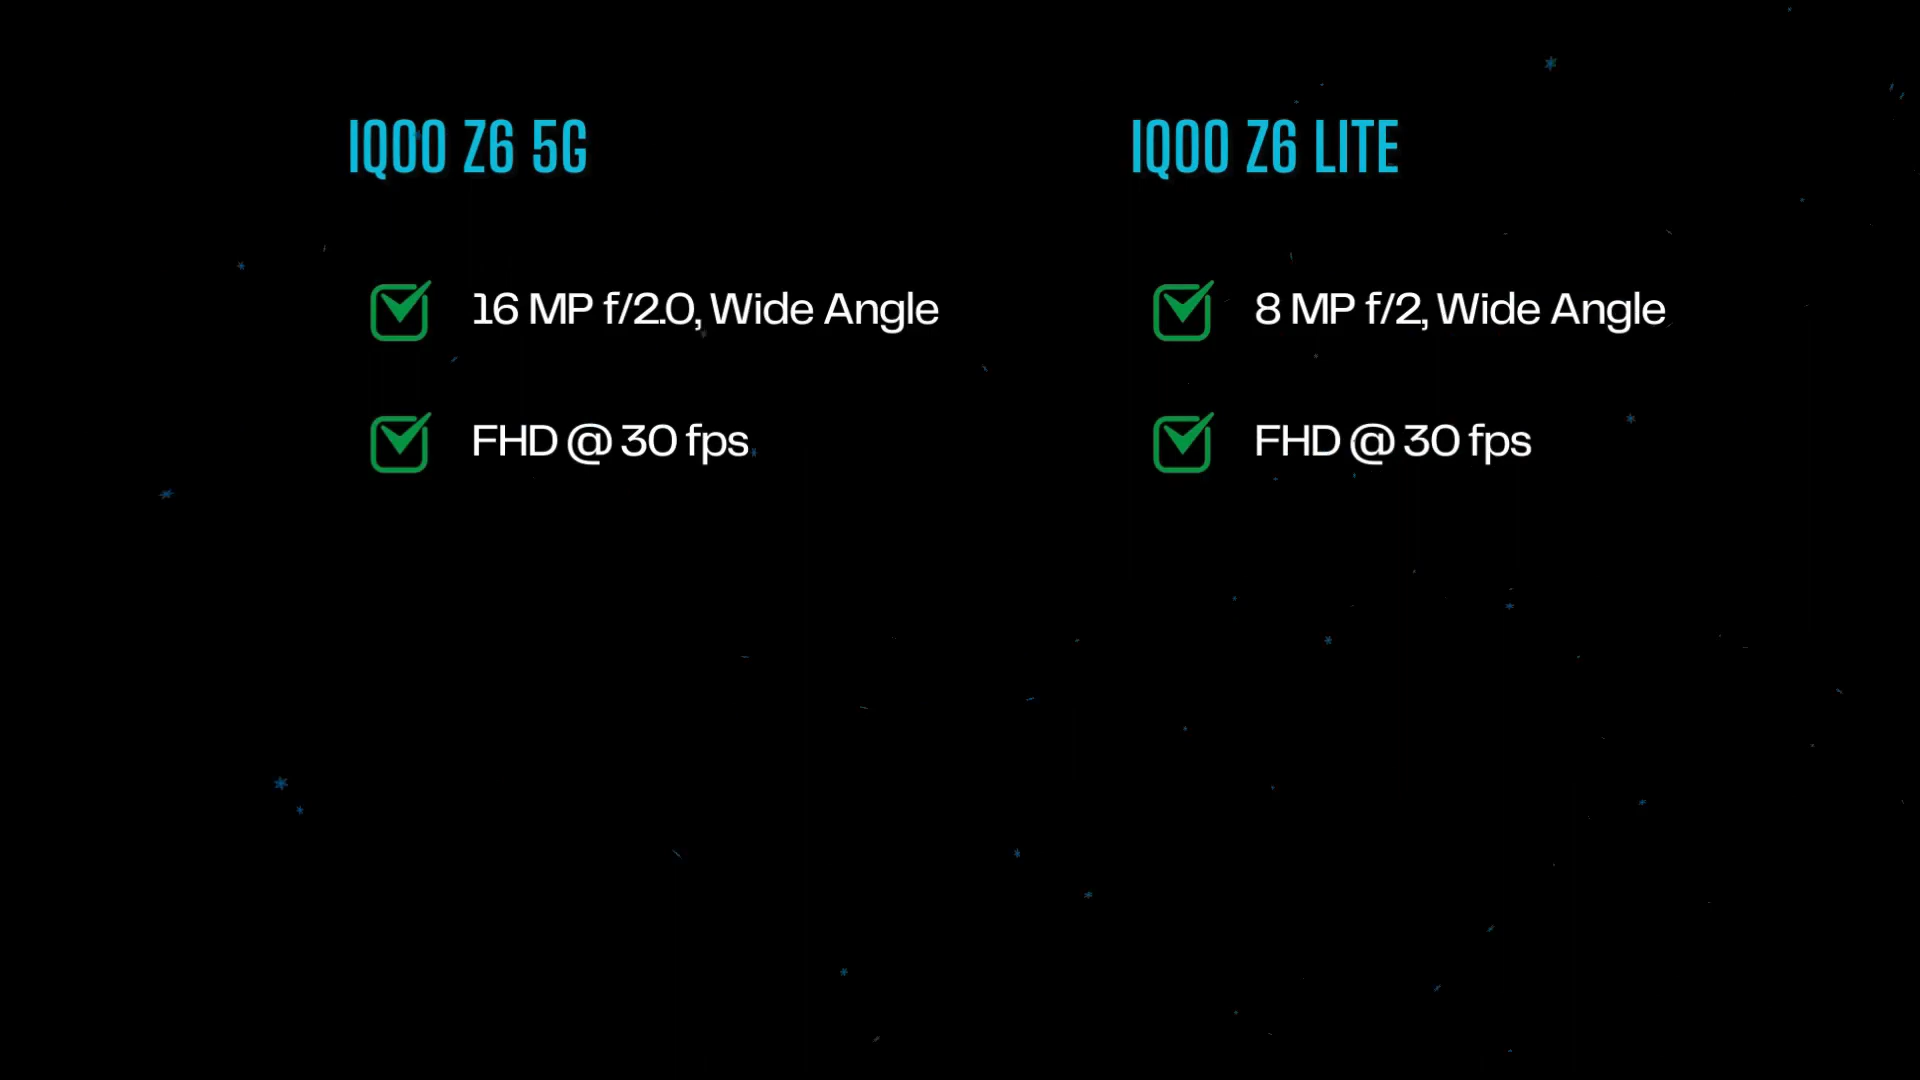 IQOO Z6 5G
16 MP f/2.0, Wide Angle
FHD @ 30 fps
IQOO Z6 LITE
8 MP f/2, Wide Angle
FHD @ 30 fps